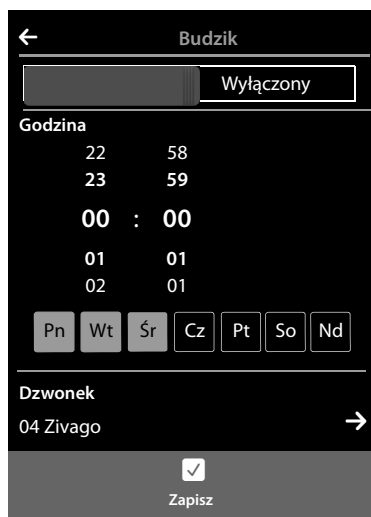 Budzik
Wyłączony
Godzina
22 58
23 59
00 : 00
01 01
02 01
Pn Wt Śr Cz Pt So Nd
Dzwonek
04 Zivago
Zapisz